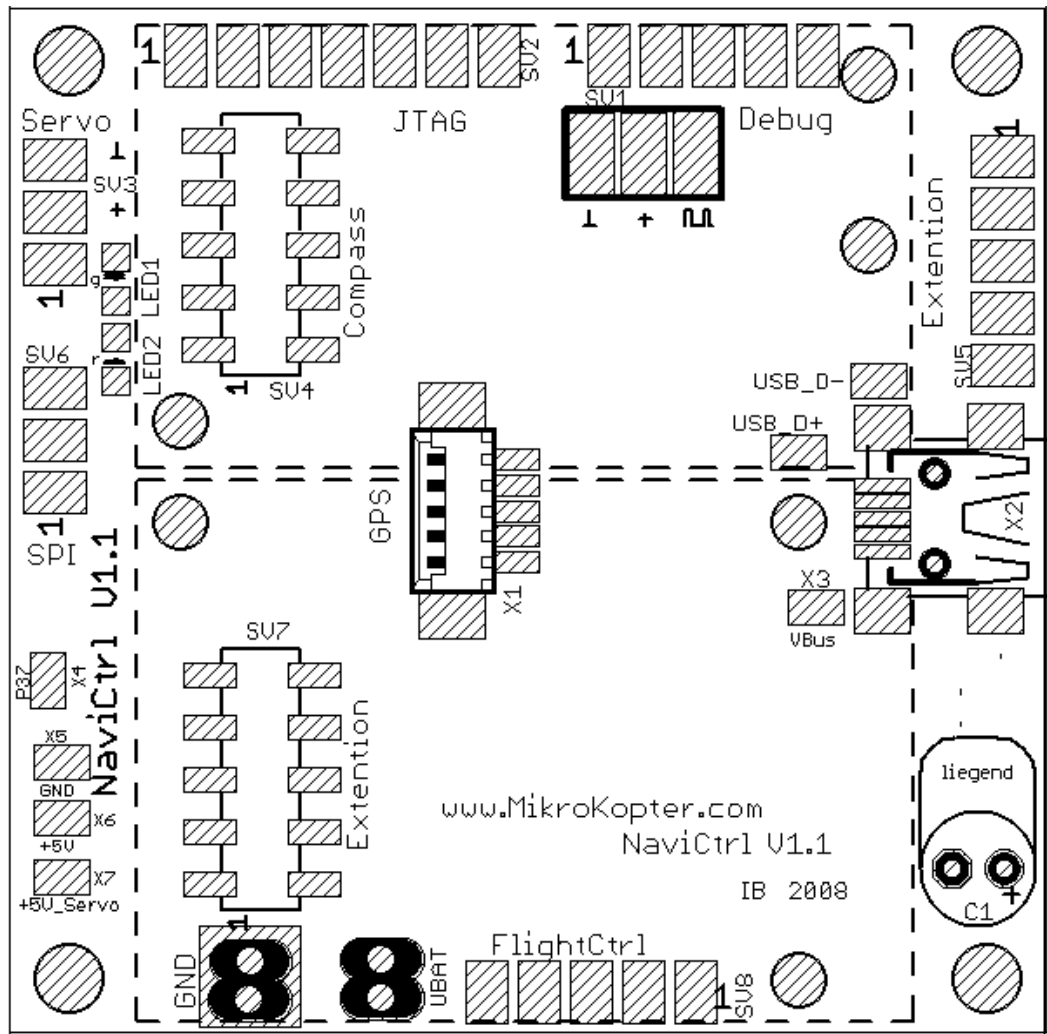 1
SV2
1
SV1
JTAG
Debug
Servo
SV3
+
1
g
LED1
LED2
r
Compass
+
Extention
1
SV5
SV6
1
SPI
1
SV4
USB_D-
USB_D+
GPS
X1
X2
X3
VBus
NaviCtrl V1.1
SV7
P37
X4
X5
GND
X6
+5V
X7
+5V_Servo
Extention
1
liegend
www.MikroKopter.com
NaviCtrl V1.1
IB 2008
C1
+
GND
UBAT
FlightCtrl
1
SV8